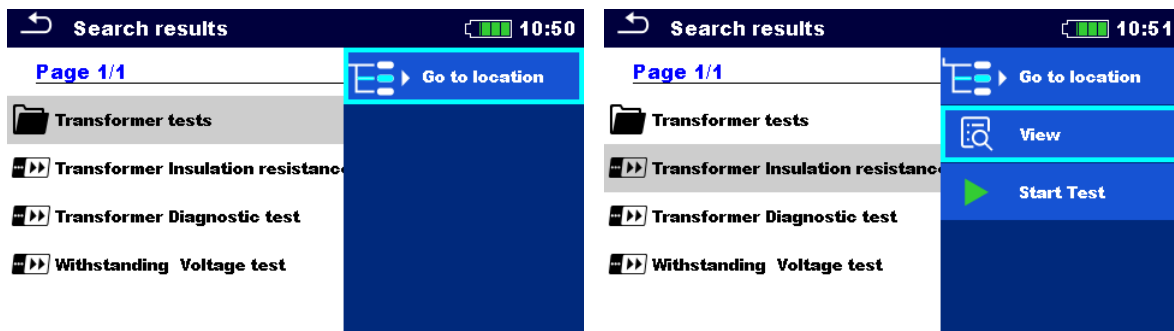 Search results 10:50
Page 1/1
Go to location
Transformer tests
Transformer Insulation resistance
Transformer Diagnostic test
Withstanding Voltage test
Search results 10:51
Page 1/1
Go to location
Transformer tests
View
Transformer Insulation resistance
Start Test
Transformer Diagnostic test
Withstanding Voltage test